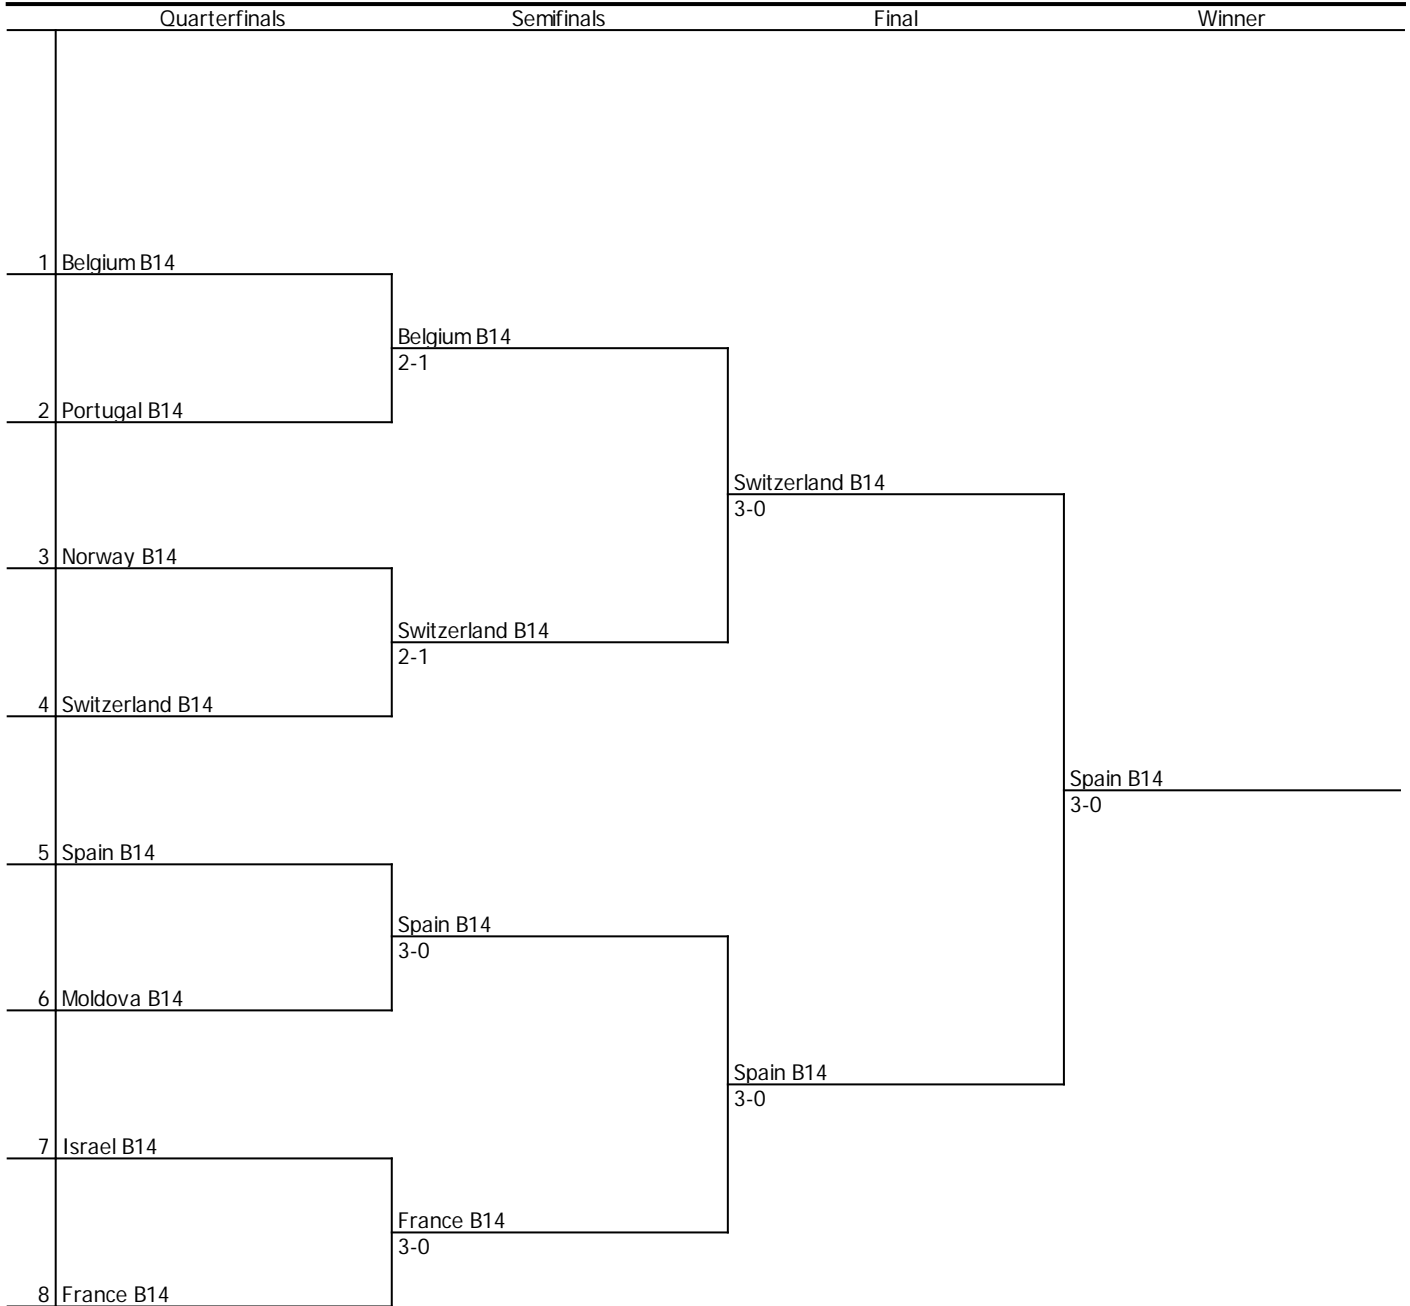 Quarterfinals Semifinals Final Winner
1 Belgium B14
Belgium B14
2-1
2 Portugal B14
Switzerland B14
3-0
3 Norway B14
Switzerland B14
2-1
4 Switzerland B14
Spain B14
3-0
5 Spain B14
Spain B14
3-0
6 Moldova B14
Spain B14
3-0
7 Israel B14
France B14
3-0
8 France B14